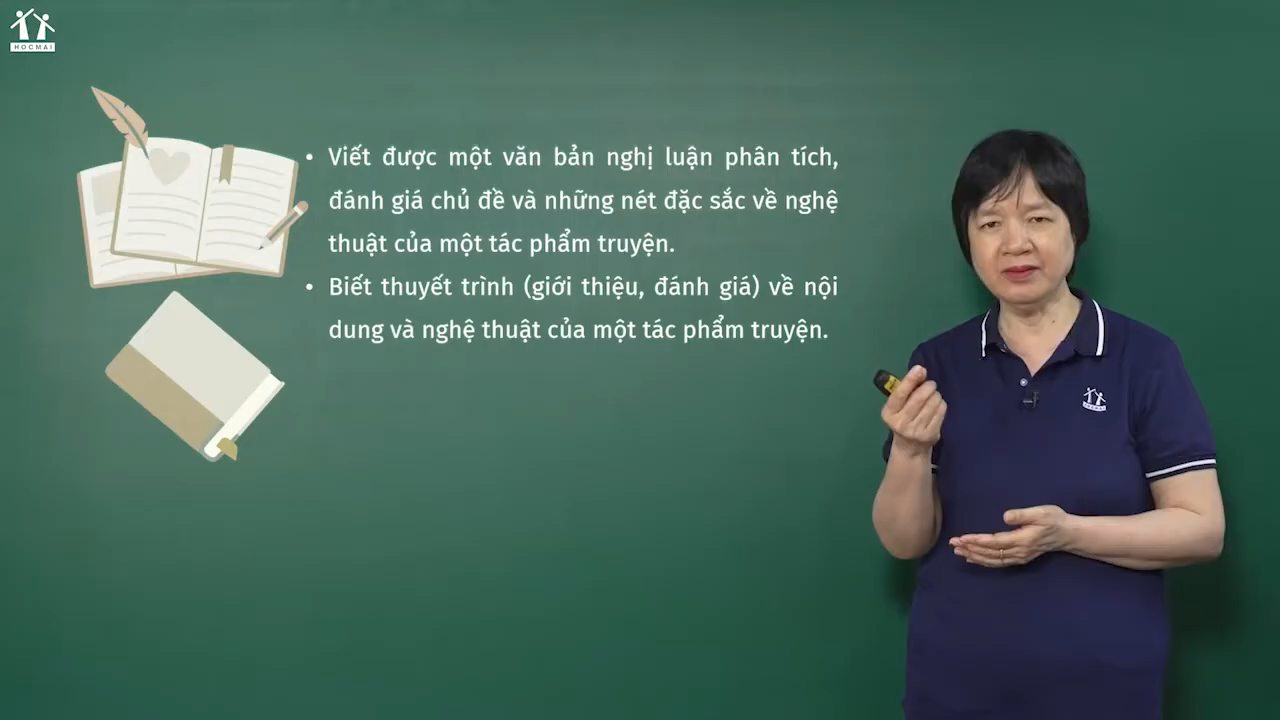 HOCMAI
• Viết được một văn bản nghị luận phân tích,
đánh giá chủ đề và những nét đặc sắc về nghệ
thuật của một tác phẩm truyện.
• Biết thuyết trình (giới thiệu, đánh giá) về nội
dung và nghệ thuật của một tác phẩm truyện.
HOCMAI